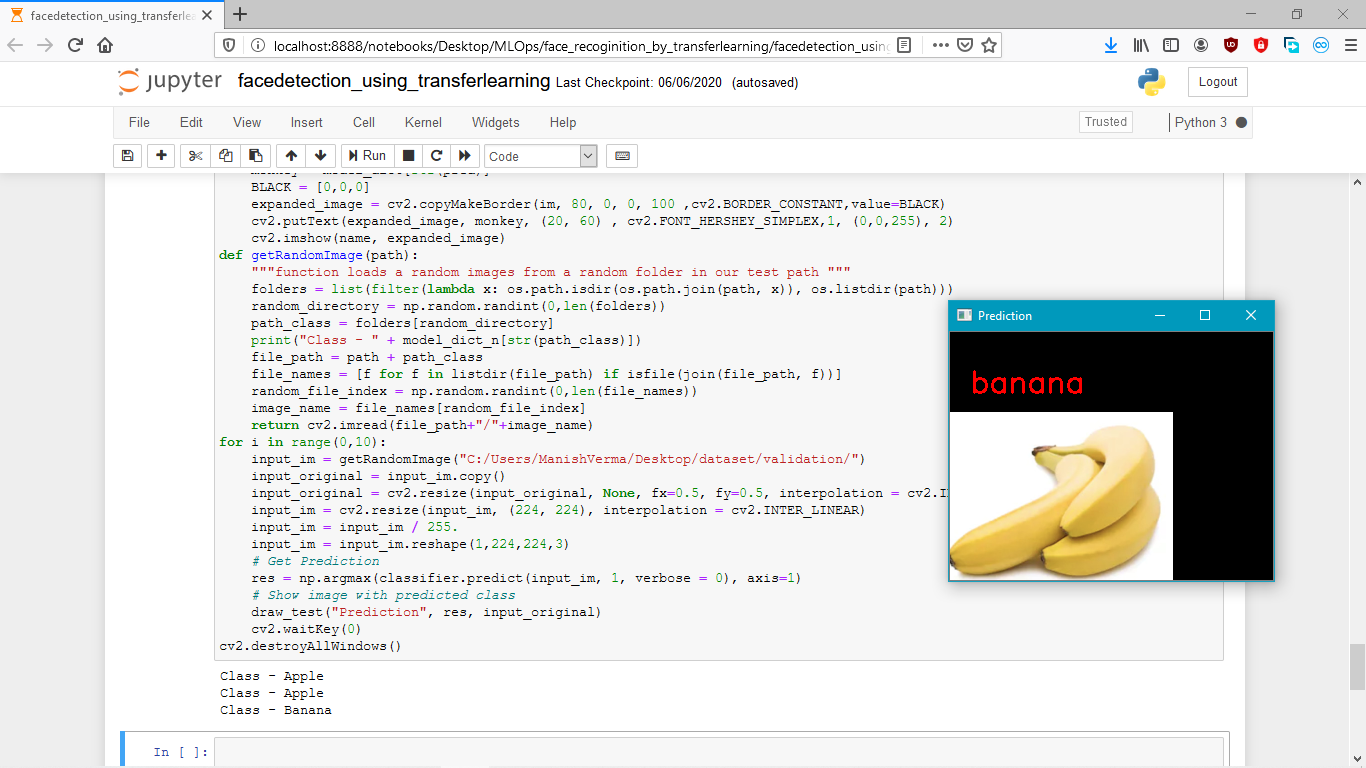 facedetection_using_transferlea
localhost:8888/notebooks/Desktop/MLOps/face_recoginition_by_transferlearning/facedetection_using
jupyter facedetection_using_transferlearning Last Checkpoint: 06/06/2020 (autosaved)
Logout
File Edit View Insert Cell Kernel Widgets Help
Trusted
Python 3
Run
Code
BLACK = [0,0,0]
expanded_image = cv2.copyMakeBorder(im, 80, 0, 0, 100 ,cv2.BORDER_CONSTANT,value=BLACK)
cv2.putText(expanded_image, monkey, (20, 60) , cv2.FONT_HERSHEY_SIMPLEX,1, (0,0,255), 2)
cv2.imshow(name, expanded_image)
def getRandomImage(path):
"""function loads a random images from a random folder in our test path """
folders = list(filter(lambda x: os.path.isdir(os.path.join(path, x)), os.listdir(path)))
random_directory = np.random.randint(0,len(folders))
path_class = folders[random_directory]
print("Class - " + model_dict_n[str(path_class)])
file_path = path + path_class
file_names = [f for f in listdir(file_path) if isfile(join(file_path, f))]
random_file_index = np.random.randint(0,len(file_names))
image_name = file_names[random_file_index]
return cv2.imread(file_path+"/"+image_name)
for i in range(0,10):
input_im = getRandomImage("C:/Users/ManishVerma/Desktop/dataset/validation/")
input_original = input_im.copy()
input_original = cv2.resize(input_original, None, fx=0.5, fy=0.5, interpolation = cv2.I
input_im = cv2.resize(input_im, (224, 224), interpolation = cv2.INTER_LINEAR)
input_im = input_im / 255.
input_im = input_im.reshape(1,224,224,3)
# Get Prediction
res = np.argmax(classifier.predict(input_im, 1, verbose = 0), axis=1)
# Show image with predicted class
draw_test("Prediction", res, input_original)
cv2.waitKey(0)
cv2.destroyAllWindows()
Prediction
banana
Class - Apple
Class - Apple
Class - Banana
In [ ]: